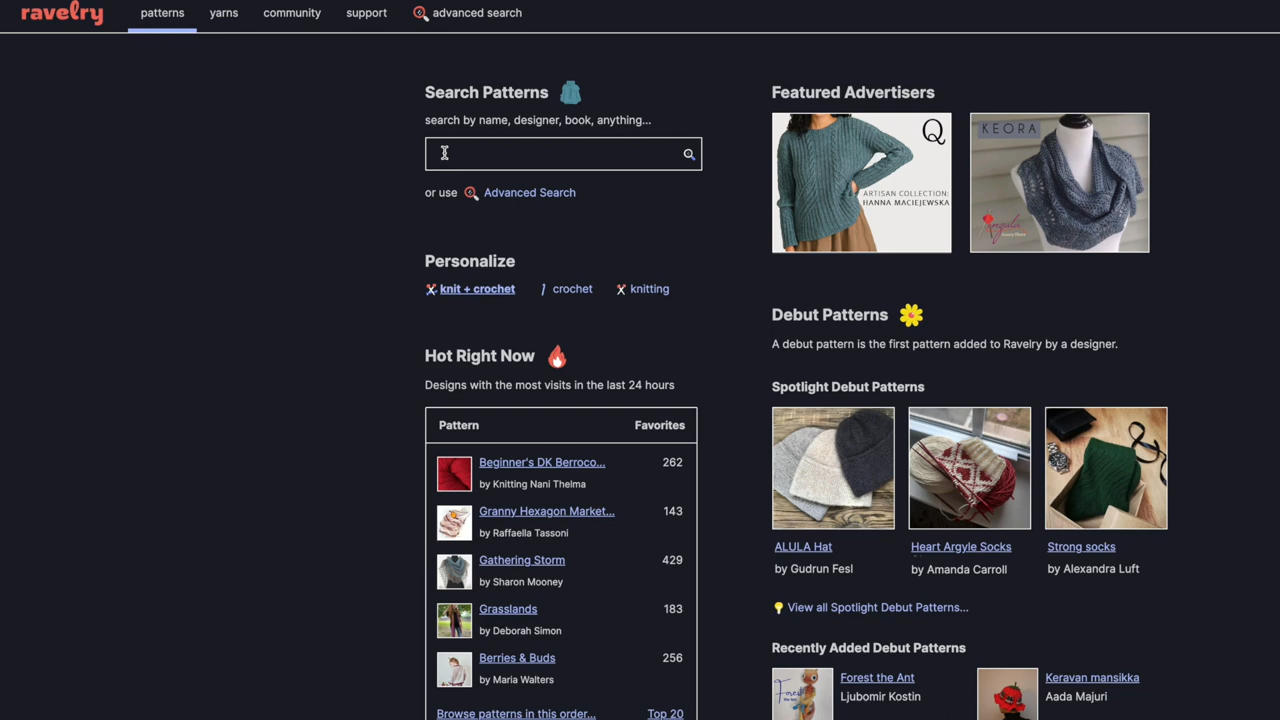 ravelry patterns yarns community support advanced search
Search Patterns
search by name, designer, book, anything...
or use Advanced Search
Personalize
knit + crochet crochet knitting
Hot Right Now
Designs with the most visits in the last 24 hours
Pattern Favorites
Beginner's DK Berroco... 262
by Knitting Nani Thelma
Granny Hexagon Market... 143
by Raffaella Tassoni
Gathering Storm 429
by Sharon Mooney
Grasslands 183
by Deborah Simon
Berries & Buds 256
by Maria Walters
Browse patterns in this order... Top 20
Featured Advertisers
Q
ARTISAN COLLECTION:
HANNA MACIEJEWSKA
KEORA
Debut Patterns
A debut pattern is the first pattern added to Ravelry by a designer.
Spotlight Debut Patterns
ALULA Hat
by Gudrun Fesl
Heart Argyle Socks
by Amanda Carroll
Strong socks
by Alexandra Luft
View all Spotlight Debut Patterns...
Recently Added Debut Patterns
Forest the Ant
Ljubomir Kostin
Keravan mansikka
Aada Majuri